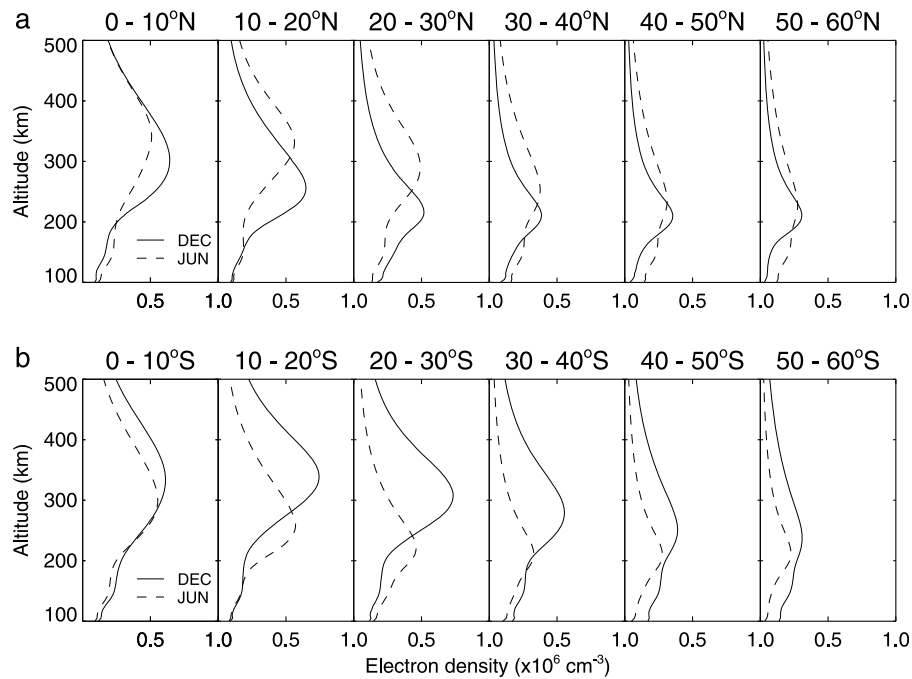 a
0 - 10°N 10 - 20°N 20 - 30°N 30 - 40°N 40 - 50°N 50 - 60°N
500
400
300
200
100
Altitude (km)
DEC
JUN
0.5 1.0 0.5 1.0 0.5 1.0 0.5 1.0 0.5 1.0 0.5 1.0
b
0 - 10°S 10 - 20°S 20 - 30°S 30 - 40°S 40 - 50°S 50 - 60°S
500
400
300
200
100
Altitude (km)
DEC
JUN
0.5 1.0 0.5 1.0 0.5 1.0 0.5 1.0 0.5 1.0 0.5 1.0
Electron density (x10⁶ cm⁻³)